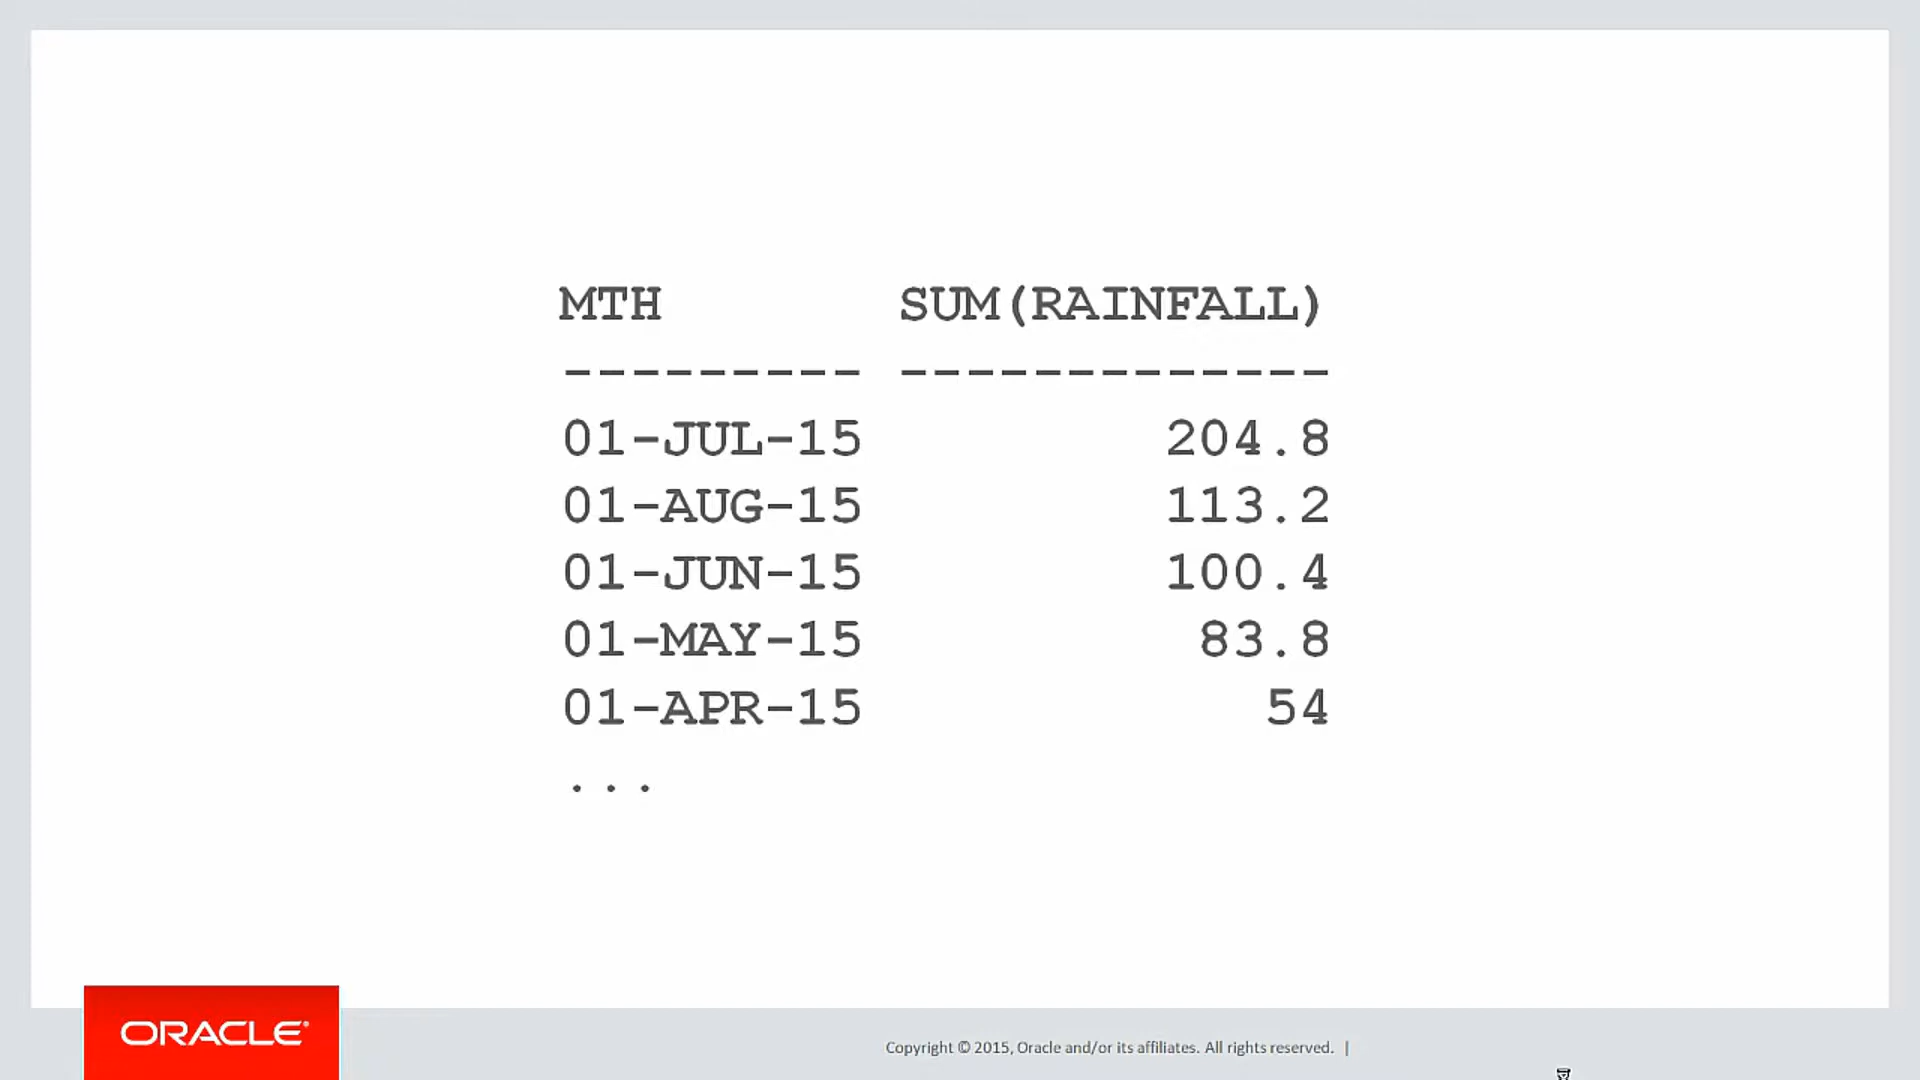 MTH SUM(RAINFALL)
--------- -------------
01-JUL-15 204.8
01-AUG-15 113.2
01-JUN-15 100.4
01-MAY-15 83.8
01-APR-15 54
...
ORACLE®
Copyright © 2015, Oracle and/or its affiliates. All rights reserved. |